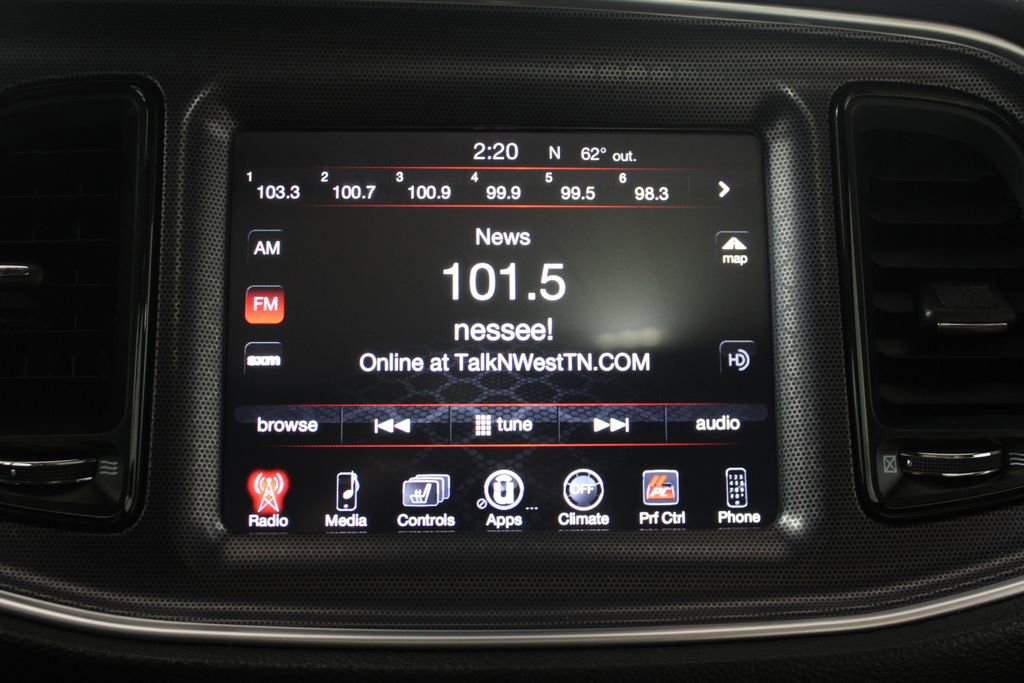 2:20 N 62° out.
1 103.3 2 100.7 3 100.9 4 99.9 5 99.5 6 98.3
AM
News
map
101.5
FM
nessee!
sxm
Online at TalkNWestTN.COM
HD
browse tune audio
OFF
PC
Radio Media Controls Apps Climate Prf Ctrl Phone